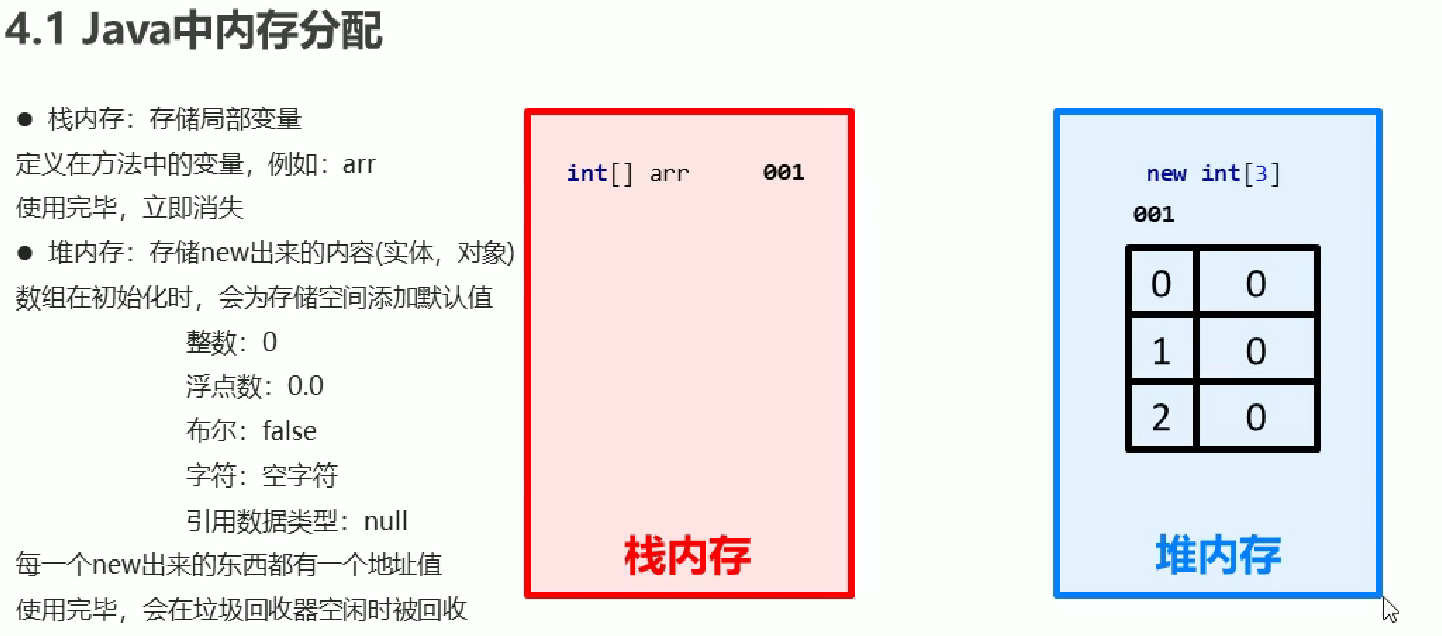 4.1 Java中内存分配
● 栈内存：存储局部变量
定义在方法中的变量，例如：arr
使用完毕，立即消失
● 堆内存：存储new出来的内容(实体，对象)
数组在初始化时，会为存储空间添加默认值
整数：0
浮点数：0.0
布尔：false
字符：空字符
引用数据类型：null
每一个new出来的东西都有一个地址值
使用完毕，会在垃圾回收器空闲时被回收
int[] arr 001
栈内存
new int[3]
001
0 0
1 0
2 0
堆内存